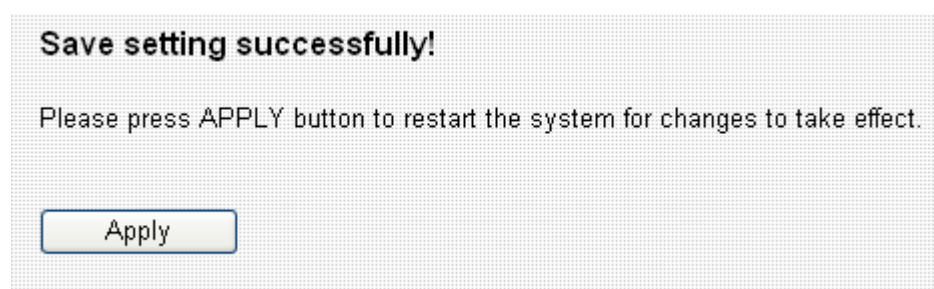 Save setting successfully!
Please press APPLY button to restart the system for changes to take effect.
Apply